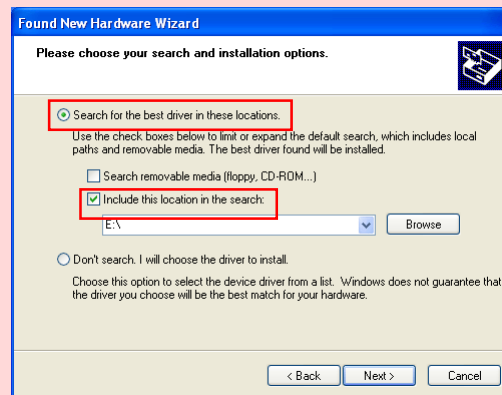 Found New Hardware Wizard
Please choose your search and installation options.
Search for the best driver in these locations.
Use the check boxes below to limit or expand the default search, which includes local
paths and removable media. The best driver found will be installed.
Search removable media (floppy, CD-ROM...)
Include this location in the search:
E:\
Browse
Don't search. I will choose the driver to install.
Choose this option to select the device driver from a list. Windows does not guarantee that
the driver you choose will be the best match for your hardware.
< Back
Next >
Cancel